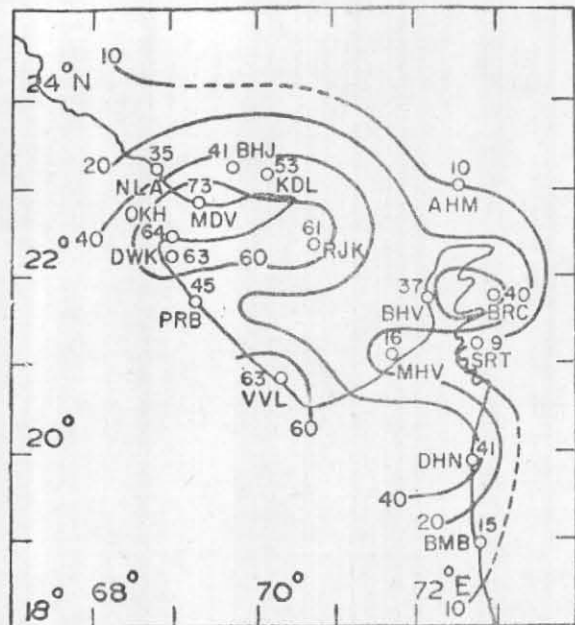 10
24°N
20
35
41 BHJ
53
10
NLA
73
KDL
AHM
OKH
MDV
40
64
61
RJK
22°
DWK 63
60
37
40
45
BHV
BRC
PRB
16
9
63
MHV
SRT
VVL
20°
60
DHN
41
40
20
BMB
15
18°
68°
70°
72°E
10